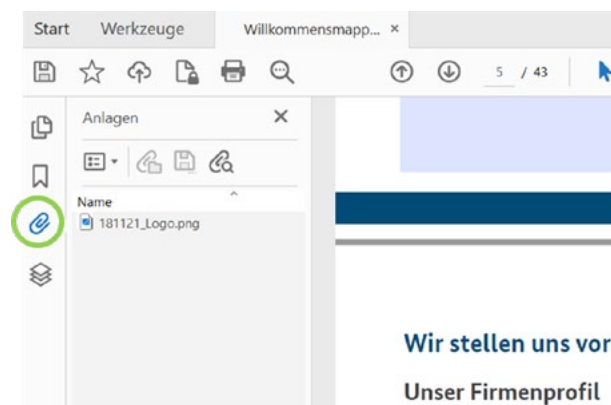 Start Werkzeuge Willkommensmapp... ×
5 / 43
Anlagen ×
Name
181121_Logo.png
Wir stellen uns vor
Unser Firmenprofil